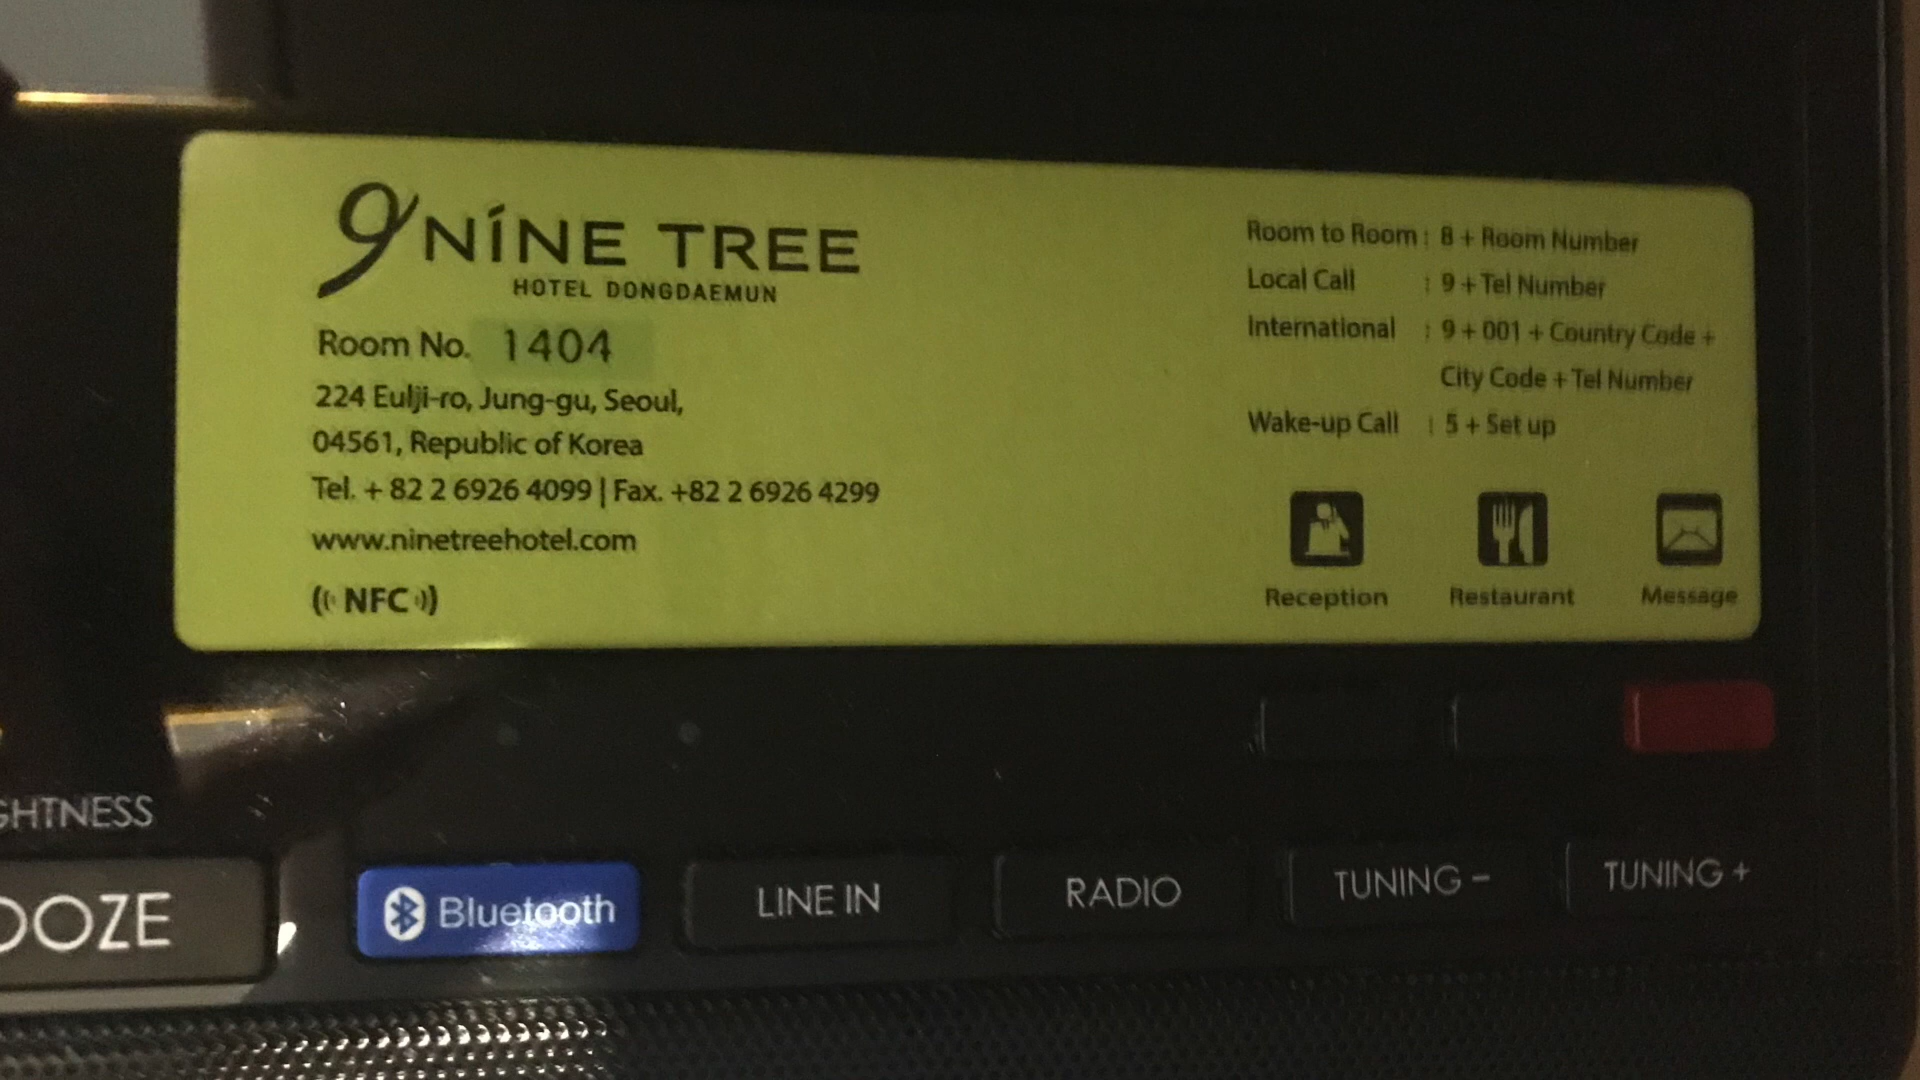 9 NíNE TREE
HOTEL DONGDAEMUN
Room No. 1404
224 Eulji-ro, Jung-gu, Seoul,
04561, Republic of Korea
Tel. + 82 2 6926 4099 | Fax. +82 2 6926 4299
www.ninetreehotel.com
NFC
Room to Room : 8 + Room Number
Local Call : 9 + Tel Number
International : 9 + 001 + Country Code +
City Code + Tel Number
Wake-up Call : 5 + Set up
Reception Restaurant Message
GHTNESS
OOZE
Bluetooth LINE IN RADIO TUNING – TUNING +